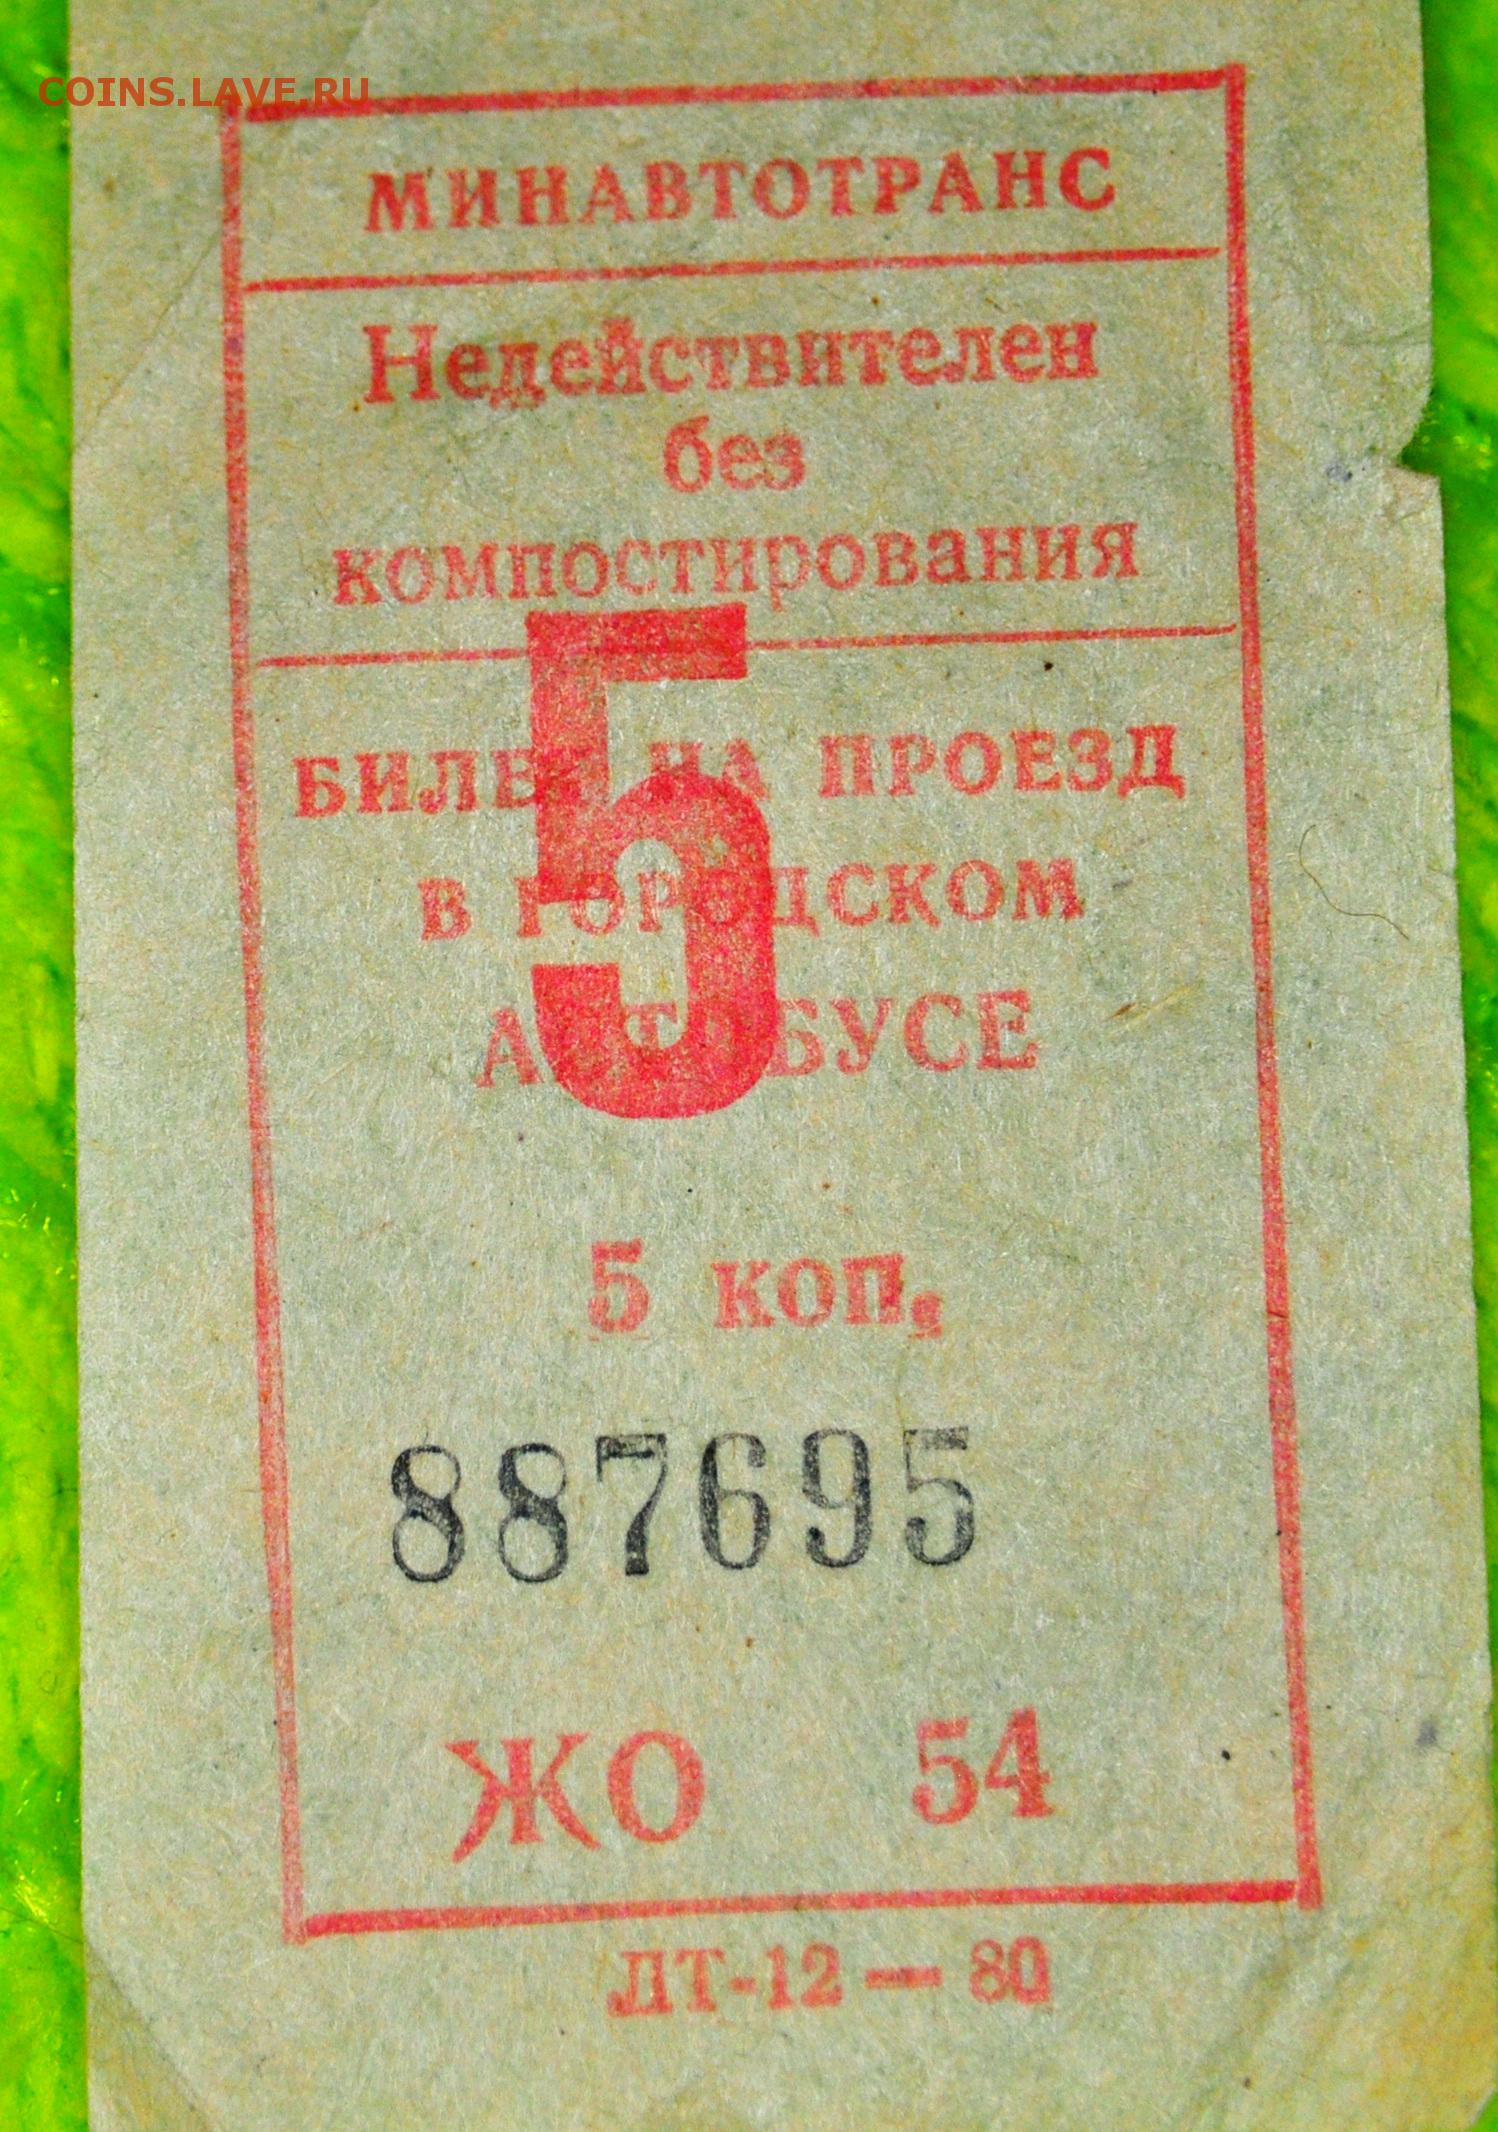 COINS.LAVE.RU
МИНАВТОТРАНС
Недействителен
без
компостирования
5
БИЛЕТ НА ПРОЕЗД
В ГОРОДСКОМ
АВТОБУСЕ
5 коп.
887695
ЖО 54
ЛТ-12 — 80